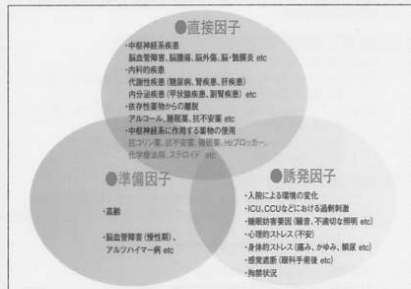 ●直接因子
・中枢神経系疾患
脳血管障害、脳腫瘍、脳外傷、脳・髄膜炎 etc
・内科的疾患
代謝性疾患（糖尿病、腎疾患、肝疾患）
内分泌疾患（甲状腺疾患、副腎疾患）etc
・依存性薬物からの離脱
アルコール、睡眠薬、抗不安薬 etc
・中枢神経系に作用する薬物の使用
抗コリン薬、抗不安薬、睡眠薬、H₂ブロッカー、
化学療法剤、ステロイド etc
●準備因子
・高齢
脳血管障害（慢性期）、
アルツハイマー病 etc
●誘発因子
・入院による環境の変化
・ICU、CCUなどにおける過剰刺激
・睡眠妨害要因（騒音、不適切な照明 etc）
・心理的ストレス（不安）
・身体的ストレス（痛み、かゆみ、頻尿 etc）
・感覚遮断（眼科手術後 etc）
・拘禁状況